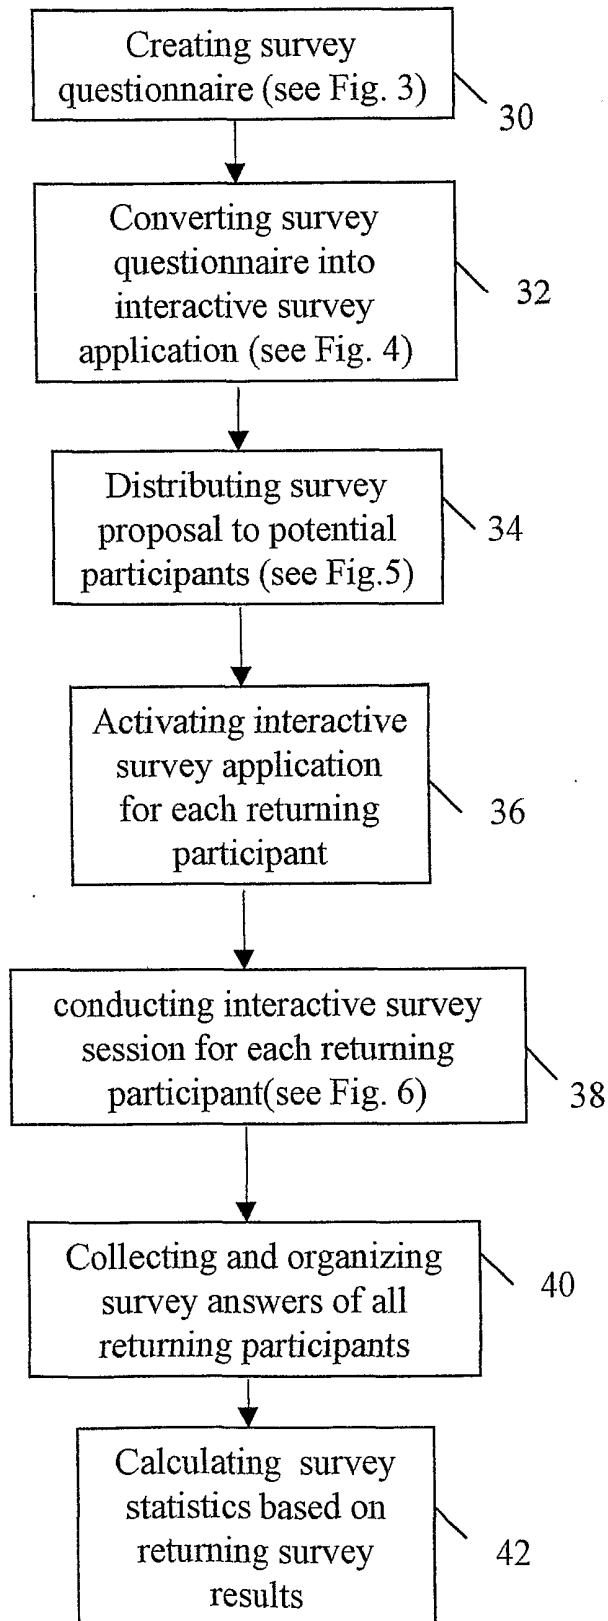 Creating survey
questionnaire (see Fig. 3)
30
Converting survey
questionnaire into
interactive survey
application (see Fig. 4)
32
Distributing survey
proposal to potential
participants (see Fig.5)
34
Activating interactive
survey application
for each returning
participant
36
conducting interactive survey
session for each returning
participant(see Fig. 6)
38
Collecting and organizing
survey answers of all
returning participants
40
Calculating survey
statistics based on
returning survey
results
42